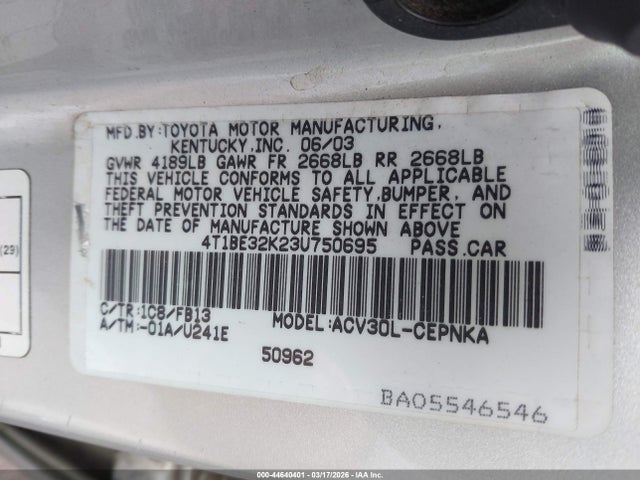 MFD.BY:TOYOTA MOTOR MANUFACTURING,
KENTUCKY,INC. 06/03
GVWR 4189LB GAWR FR 2668LB RR 2668LB
THIS VEHICLE CONFORMS TO ALL APPLICABLE
FEDERAL MOTOR VEHICLE SAFETY,BUMPER, AND
THEFT PREVENTION STANDARDS IN EFFECT ON
THE DATE OF MANUFACTURE SHOWN ABOVE
4T1BE32K23U750695 PASS.CAR
(29)
C/TR:1C8/FB13
A/TM:-01A/U241E
MODEL:ACV30L-CEPNKA
50962
BA05546546
© - 44640401 - 03/17/2026 - IAA, Inc.